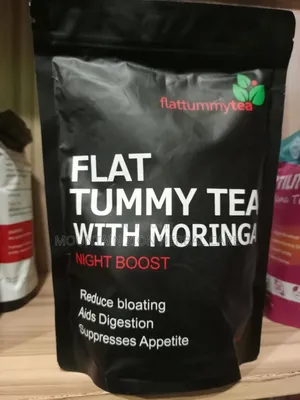 flattummytea
FLAT
TUMMY TEA
WITH MORINGA
NIGHT BOOST
Reduce bloating
Aids Digestion
Suppresses Appetite